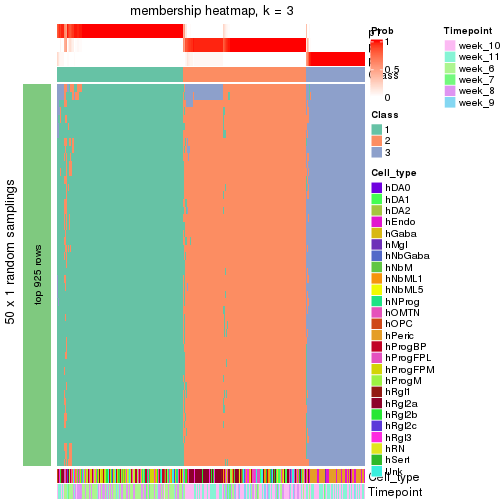 membership heatmap, k = 3
50 x 1 random samplings
top 925 rows
Prob
1
0.5
0
Class
Class
1
2
3
Timepoint
week_10
week_11
week_6
week_7
week_8
week_9
Cell_type
hDA0
hDA1
hDA2
hEndo
hGaba
hMgl
hNbGaba
hNbM
hNbML1
hNbML5
hNProg
hOMTN
hOPC
hPeric
hProgBP
hProgFPL
hProgFPM
hProgM
hRgl1
hRgl2a
hRgl2b
hRgl2c
hRgl3
hRN
hSert
Unk
Cell_type
Timepoint